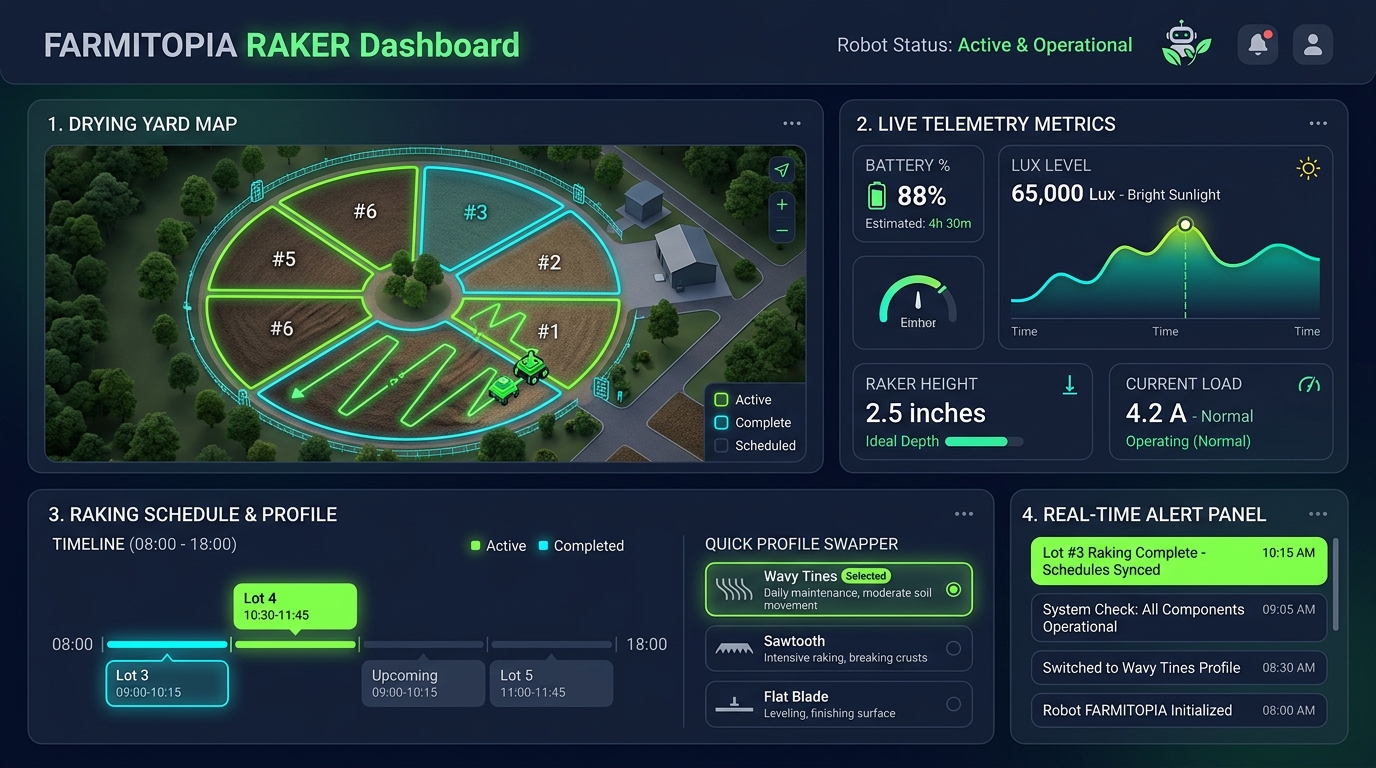 FARMITOPIA RAKER Dashboard
Robot Status: Active & Operational
1. DRYING YARD MAP
#6
#3
#5
#2
#6
#1
Active
Complete
Scheduled
2. LIVE TELEMETRY METRICS
BATTERY %
88%
Estimated: 4h 30m
Emhor
LUX LEVEL
65,000 Lux - Bright Sunlight
Time
Time
Time
RAKER HEIGHT
2.5 inches
Ideal Depth
CURRENT LOAD
4.2 A - Normal
Operating (Normal)
3. RAKING SCHEDULE & PROFILE
TIMELINE (08:00 - 18:00)
Active
Completed
Lot 4
10:30-11:45
08:00
18:00
Lot 3
09:00-10:15
Upcoming
09:00-10:15
Lot 5
11:00-11:45
QUICK PROFILE SWAPPER
Wavy Tines Selected
Daily maintenance, moderate soil
movement
Sawtooth
Intensive raking, breaking crusts
Flat Blade
Leveling, finishing surface
4. REAL-TIME ALERT PANEL
Lot #3 Raking Complete - 10:15 AM
Schedules Synced
System Check: All Components 09:05 AM
Operational
Switched to Wavy Tines Profile 08:30 AM
Robot FARMITOPIA Initialized 08:00 AM